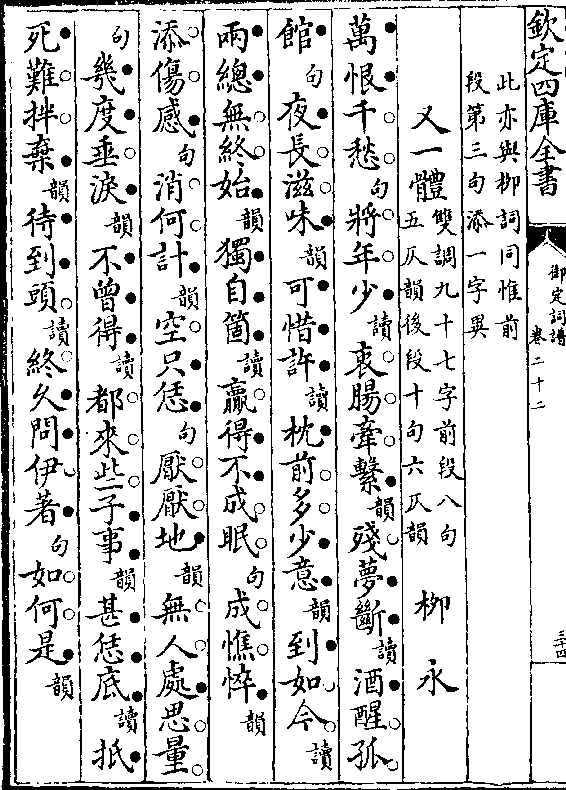 欽定四庫全書
御定詞譜
卷二十二
三十四
此亦與柳詞同惟前
段第三句添一字異
又一體
雙調九十七字前段八句
五仄韻後段十句六仄韻
柳永
萬恨千愁句將年少讀衷腸牽繫韻殘夢斷讀酒醒孤
館句夜長滋味韻可惜許讀枕前多少意韻到如今讀
兩總無終始韻獨自箇讀贏得不成眠句成憔悴韻
添傷感句消何計韻空只恁句厭厭地韻無人處思量
句幾度垂淚韻不曾得讀都來些子事韻甚恁底讀抵
死難拌棄韻待到頭讀終久問伊著句如何是韻